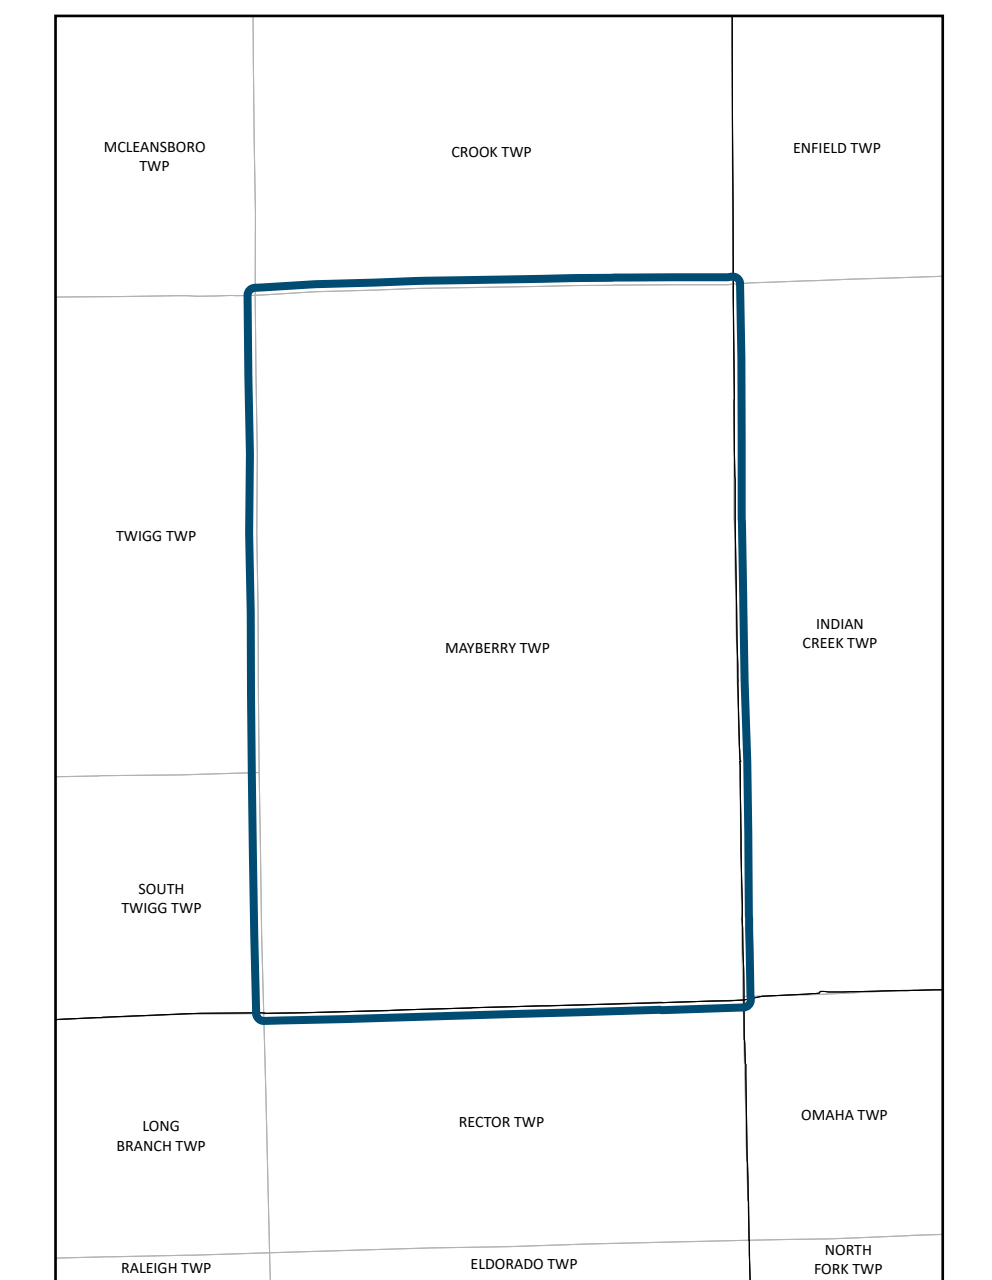 MCLEANSBORO
TWP
CROOK TWP
ENFIELD TWP
TWIGG TWP
INDIAN
CREEK TWP
MAYBERRY TWP
SOUTH
TWIGG TWP
LONG
BRANCH TWP
RECTOR TWP
OMAHA TWP
RALEIGH TWP
ELDORADO TWP
NORTH
FORK TWP